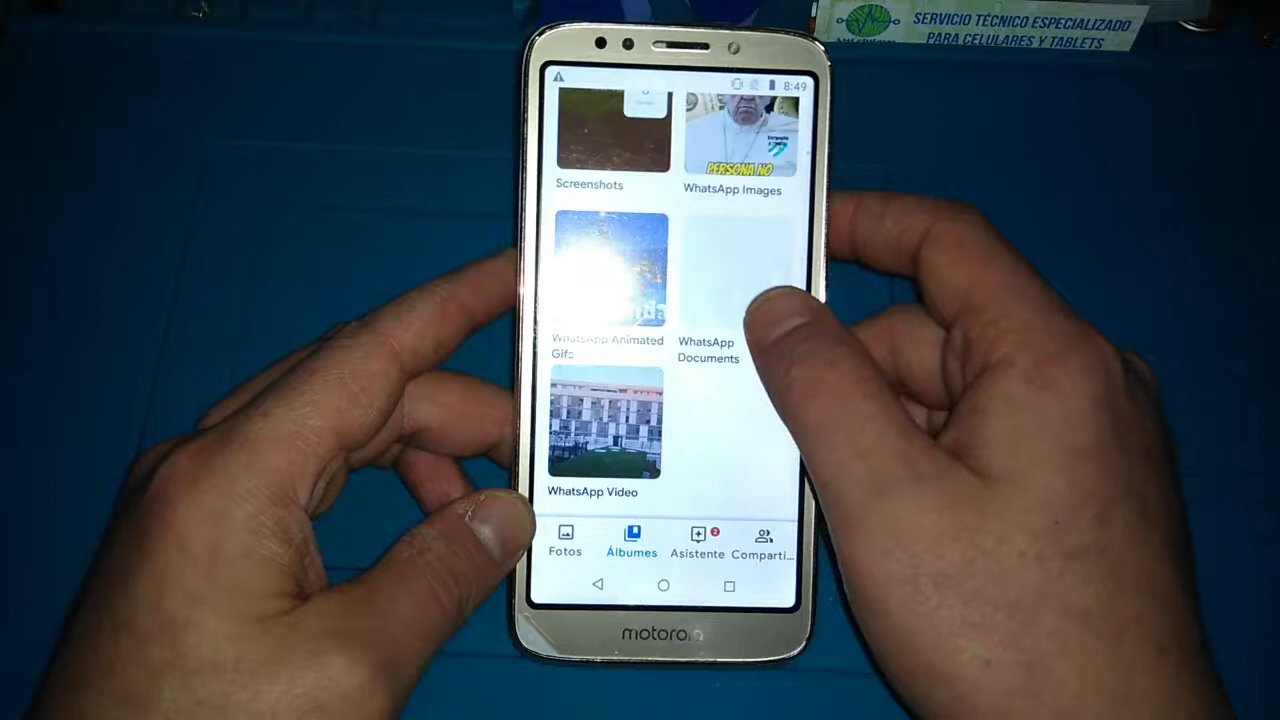 SERVICIO TÉCNICO ESPECIALIZADO
PARA CELULARES Y TABLETS
8:49
PERSONA NO
Screenshots
WhatsApp Images
WhatsApp Animated
Gifs
WhatsApp
Documents
WhatsApp Video
2
Fotos
Álbumes
Asistente
Comparti...
motorola